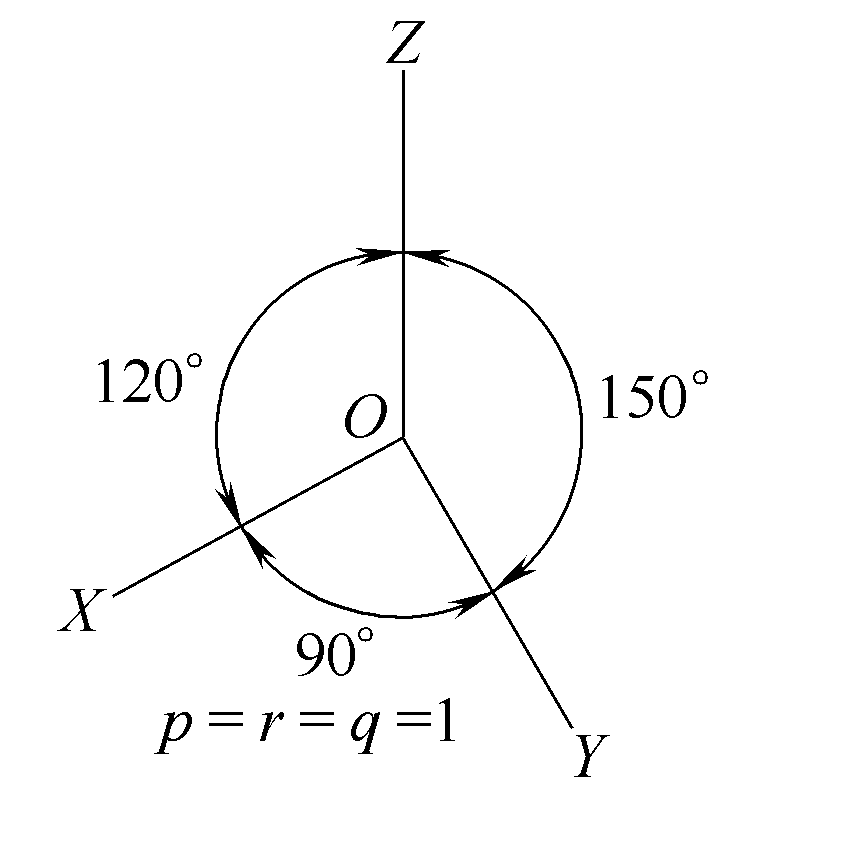 Z
120°
150°
O
X
90°
p = r = q =1
Y